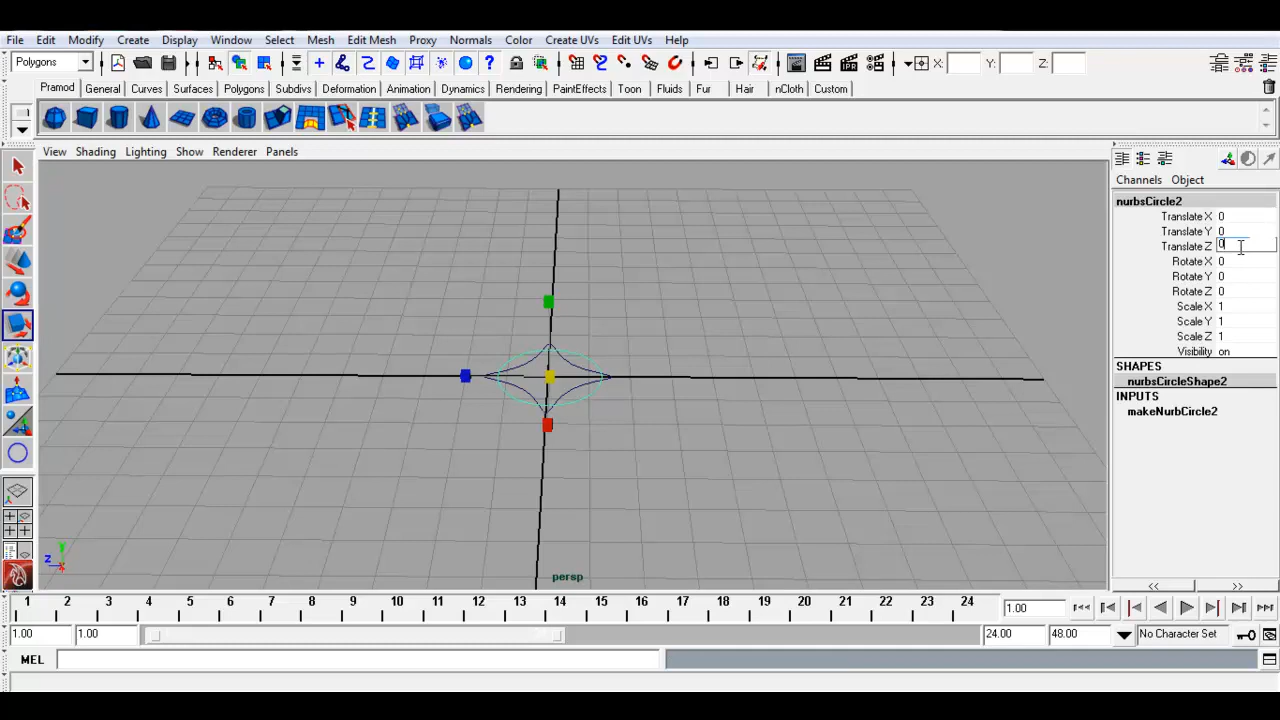 File Edit Modify Create Display Window Select Mesh Edit Mesh Proxy Normals Color Create UVs Edit UVs Help
Polygons X: Y: Z:
Pramod General Curves Surfaces Polygons Subdivs Deformation Animation Dynamics Rendering PaintEffects Toon Fluids Fur Hair nCloth Custom
View Shading Lighting Show Renderer Panels
Channels Object
nurbsCircle2
Translate X 0
Translate Y 0
Translate Z 0
Rotate X 0
Rotate Y 0
Rotate Z 0
Scale X 1
Scale Y 1
Scale Z 1
Visibility on
SHAPES
nurbsCircleShape2
INPUTS
makeNurbCircle2
Y
Z
X
persp
<< >>
1 2 3 4 5 6 7 8 9 10 11 12 13 14 15 16 17 18 19 20 21 22 23 24 1.00
1.00 1.00 24.00 48.00 No Character Set
MEL